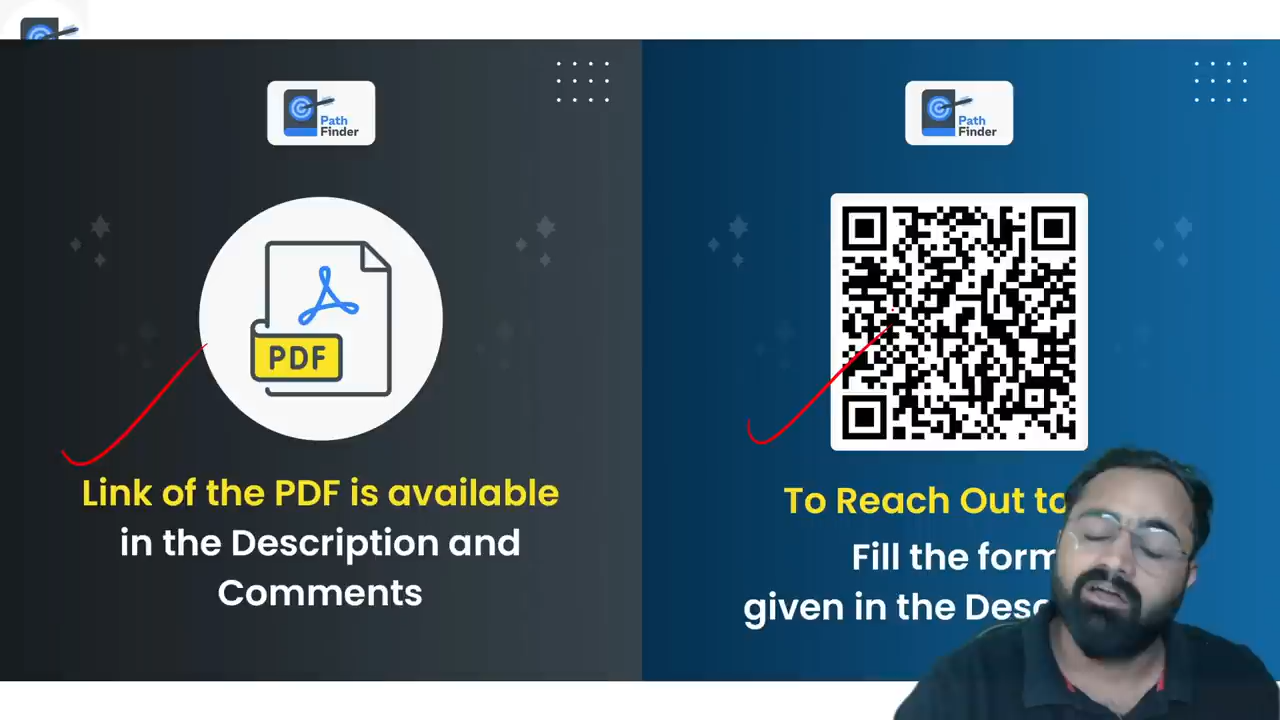 Path
Finder
PDF
Link of the PDF is available
in the Description and
Comments
Path
Finder
To Reach Out to
Fill the form
given in the